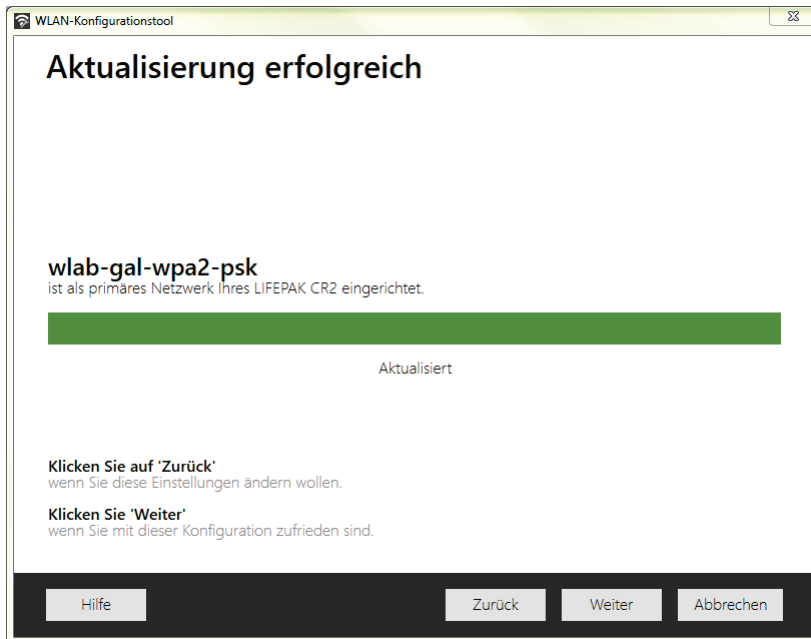 WLAN-Konfigurationstool
Aktualisierung erfolgreich
wlab-gal-wpa2-psk
ist als primäres Netzwerk Ihres LIFEPAK CR2 eingerichtet.
Aktualisiert
Klicken Sie auf 'Zurück'
wenn Sie diese Einstellungen ändern wollen.
Klicken Sie 'Weiter'
wenn Sie mit dieser Konfiguration zufrieden sind.
Hilfe
Zurück
Weiter
Abbrechen